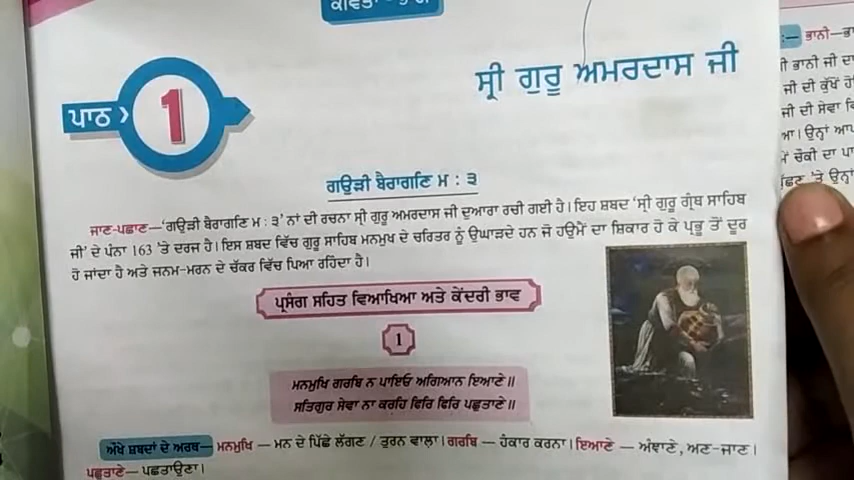 ਪਾਠ 1
ਸ੍ਰੀ ਗੁਰੂ ਅਮਰਦਾਸ ਜੀ
ਗਉੜੀ ਬੈਰਾਗਣਿ ਮ : ੩
ਜਾਣ-ਪਛਾਣ—'ਗਉੜੀ ਬੈਰਾਗਣਿ ਮ : ੩' ਨਾਂ ਦੀ ਰਚਨਾ ਸ੍ਰੀ ਗੁਰੂ ਅਮਰਦਾਸ ਜੀ ਦੁਆਰਾ ਰਚੀ ਗਈ ਹੈ। ਇਹ ਸ਼ਬਦ 'ਸ੍ਰੀ ਗੁਰੂ ਗ੍ਰੰਥ ਸਾਹਿਬ
ਜੀ' ਦੇ ਪੰਨਾ 163 'ਤੇ ਦਰਜ ਹੈ। ਇਸ ਸ਼ਬਦ ਵਿੱਚ ਗੁਰੂ ਸਾਹਿਬ ਮਨਮੁਖ ਦੇ ਚਰਿਤਰ ਨੂੰ ਉਘਾੜਦੇ ਹਨ ਜੋ ਹਉਮੈਂ ਦਾ ਸ਼ਿਕਾਰ ਹੋ ਕੇ ਪ੍ਰਭੂ ਤੋਂ ਦੂਰ
ਹੋ ਜਾਂਦਾ ਹੈ ਅਤੇ ਜਨਮ-ਮਰਨ ਦੇ ਚੱਕਰ ਵਿੱਚ ਪਿਆ ਰਹਿੰਦਾ ਹੈ।
ਪ੍ਰਸੰਗ ਸਹਿਤ ਵਿਆਖਿਆ ਅਤੇ ਕੇਂਦਰੀ ਭਾਵ
1
ਮਨਮੁਖਿ ਗਰਬਿ ਨ ਪਾਇਓ ਅਗਿਆਨ ਇਆਣੇ॥
ਸਤਿਗੁਰ ਸੇਵਾ ਨਾ ਕਰਹਿ ਫਿਰਿ ਫਿਰਿ ਪਛੁਤਾਣੇ॥
ਔਖੇ ਸ਼ਬਦਾਂ ਦੇ ਅਰਥ— ਮਨਮੁਖਿ — ਮਨ ਦੇ ਪਿੱਛੇ ਲੱਗਣ / ਤੁਰਨ ਵਾਲਾ। ਗਰਬਿ — ਹੰਕਾਰ ਕਰਨਾ। ਇਆਣੇ — ਅੰਞਾਣੇ, ਅਣ-ਜਾਣ।
ਪਛੁਤਾਣੇ— ਪਛਤਾਉਣਾ।
ਭਾਨੀ—
ਭਾਨੀ ਜੀ ਦਾ
ਜੀ ਦੀ ਕੁੱਖੋਂ
ਜੀ ਦੀ ਸੇਵਾ
ਉਨ੍ਹਾਂ
ਚੌਕੀ ਦਾ
'ਤੇ ਉਨ੍ਹਾਂ